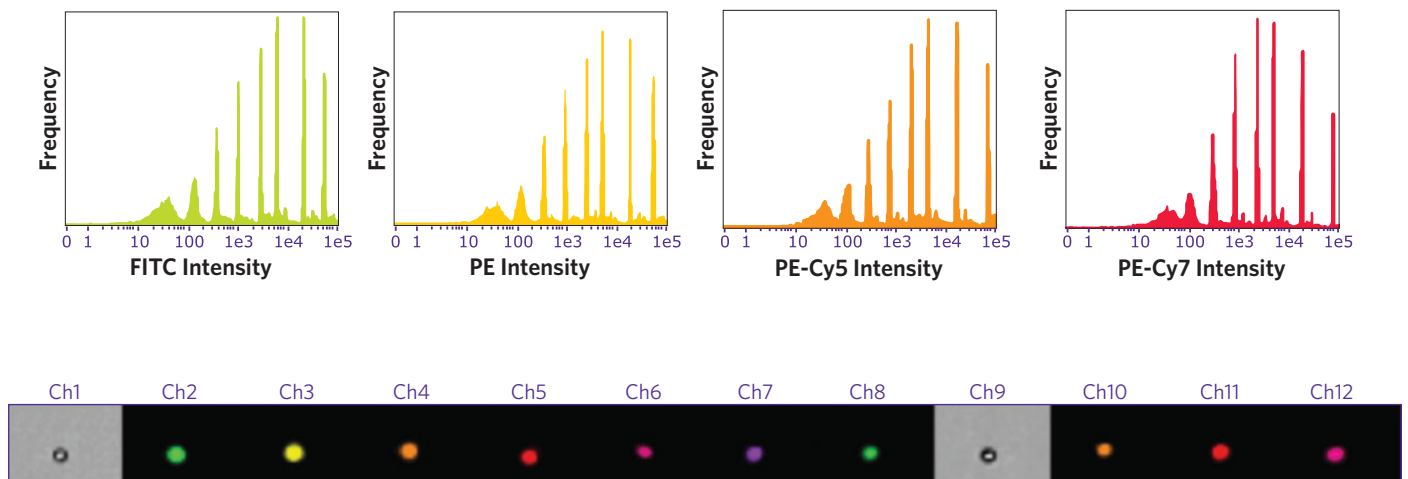 Frequency
0 1 10 100 1e3 1e4 1e5
FITC Intensity
Frequency
0 1 10 100 1e3 1e4 1e5
PE Intensity
Frequency
0 1 10 100 1e3 1e4 1e5
PE-Cy5 Intensity
Frequency
0 1 10 100 1e3 1e4 1e5
PE-Cy7 Intensity
Ch1 Ch2 Ch3 Ch4 Ch5 Ch6 Ch7 Ch8 Ch9 Ch10 Ch11 Ch12